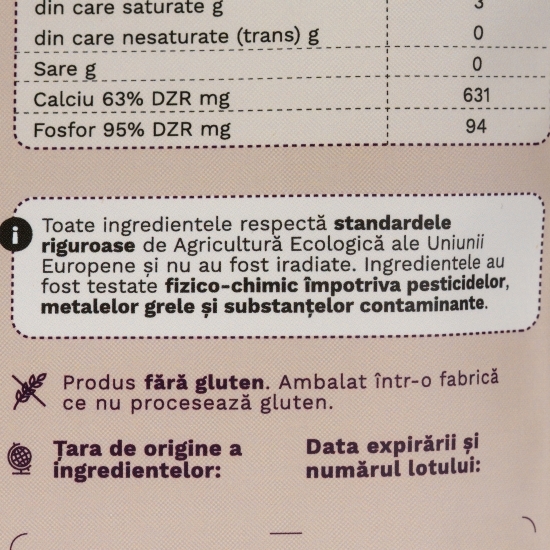 din care saturate g 3
din care nesaturate (trans) g 0
Sare g 0
Calciu 63% DZR mg 631
Fosfor 95% DZR mg 94
Toate ingredientele respectă standardele
riguroase de Agricultură Ecologică ale Uniunii
Europene și nu au fost iradiate. Ingredientele au
fost testate fizico-chimic împotriva pesticidelor,
metalelor grele și substanțelor contaminante.
Produs fără gluten. Ambalat într-o fabrică
ce nu procesează gluten.
Țara de origine a
ingredientelor:
Data expirării și
numărul lotului: